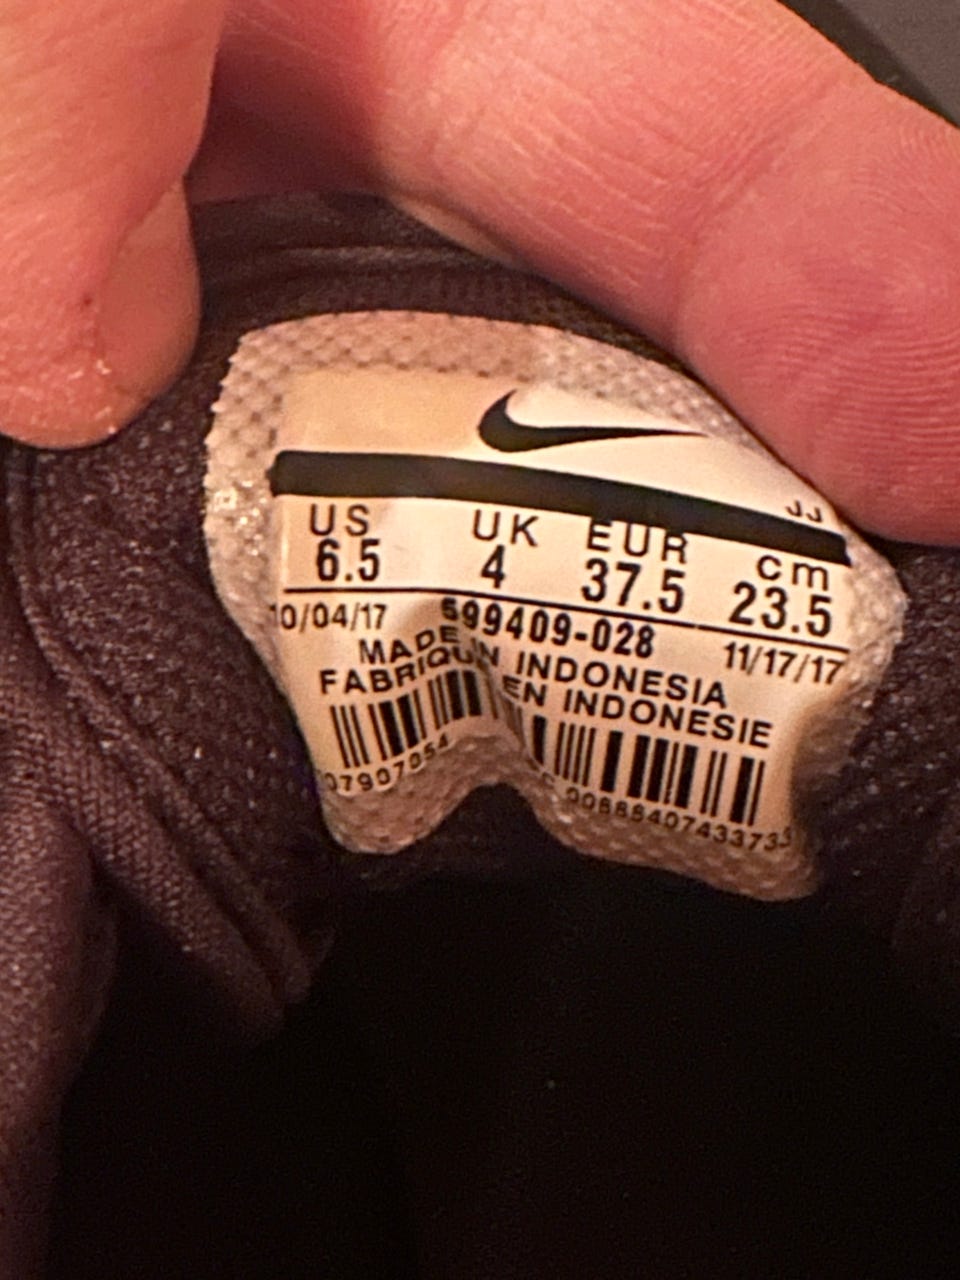 JJ
US UK EUR cm
6.5 4 37.5 23.5
10/04/17 599409-028 11/17/17
MADE IN INDONESIA
FABRIQU EN INDONESIE